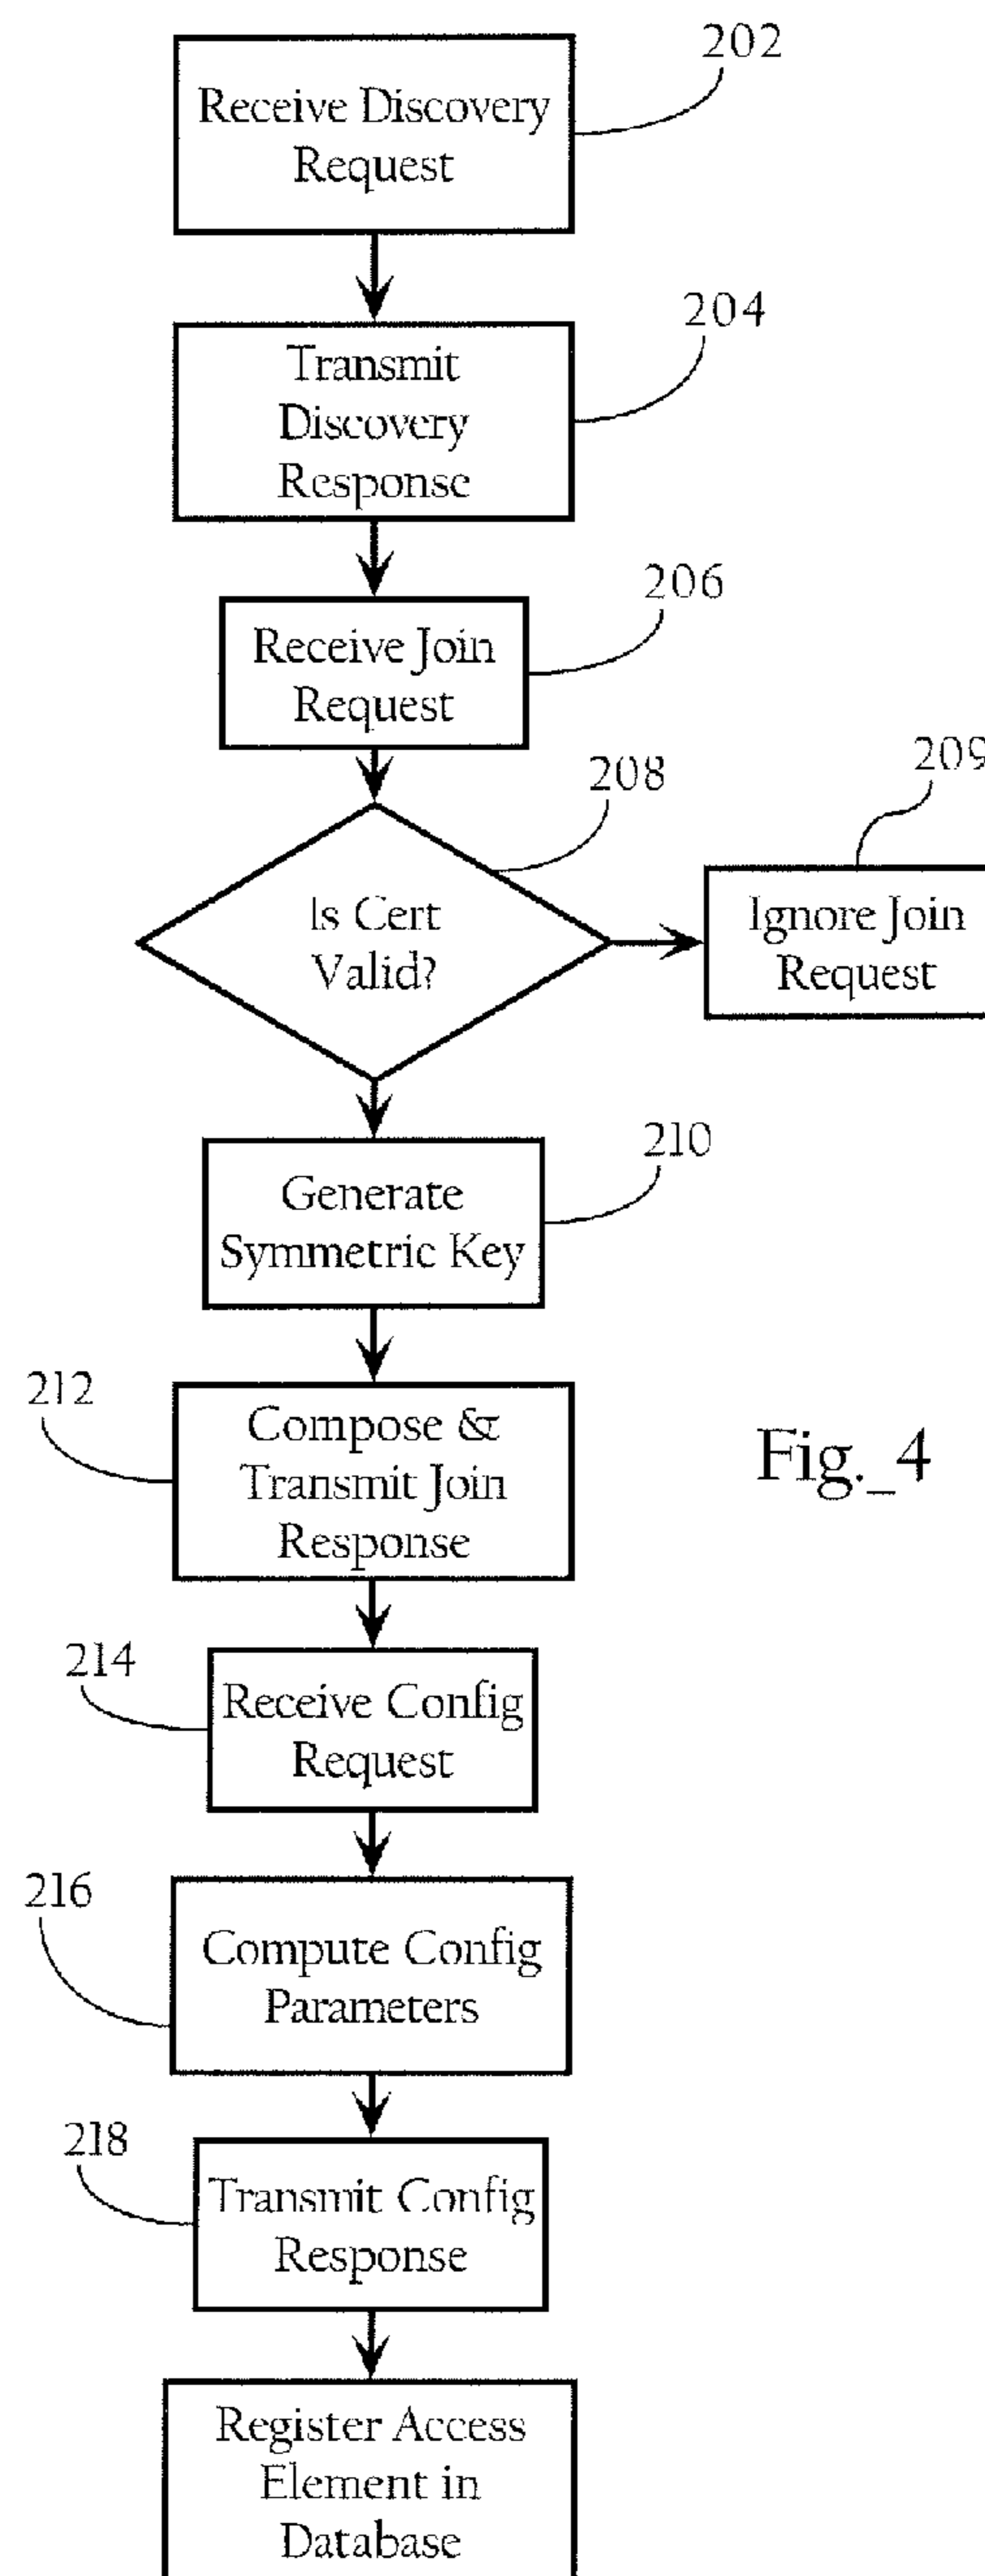 202
Receive Discovery
Request
204
Transmit
Discovery
Response
206
Receive Join
Request
208
209
Is Cert
Valid?
Ignore Join
Request
210
Generate
Symmetric Key
212
Compose &
Transmit Join
Response
Fig._4
214
Receive Config
Request
216
Compute Config
Parameters
218
Transmit Config
Response
Register Access
Element in
Database